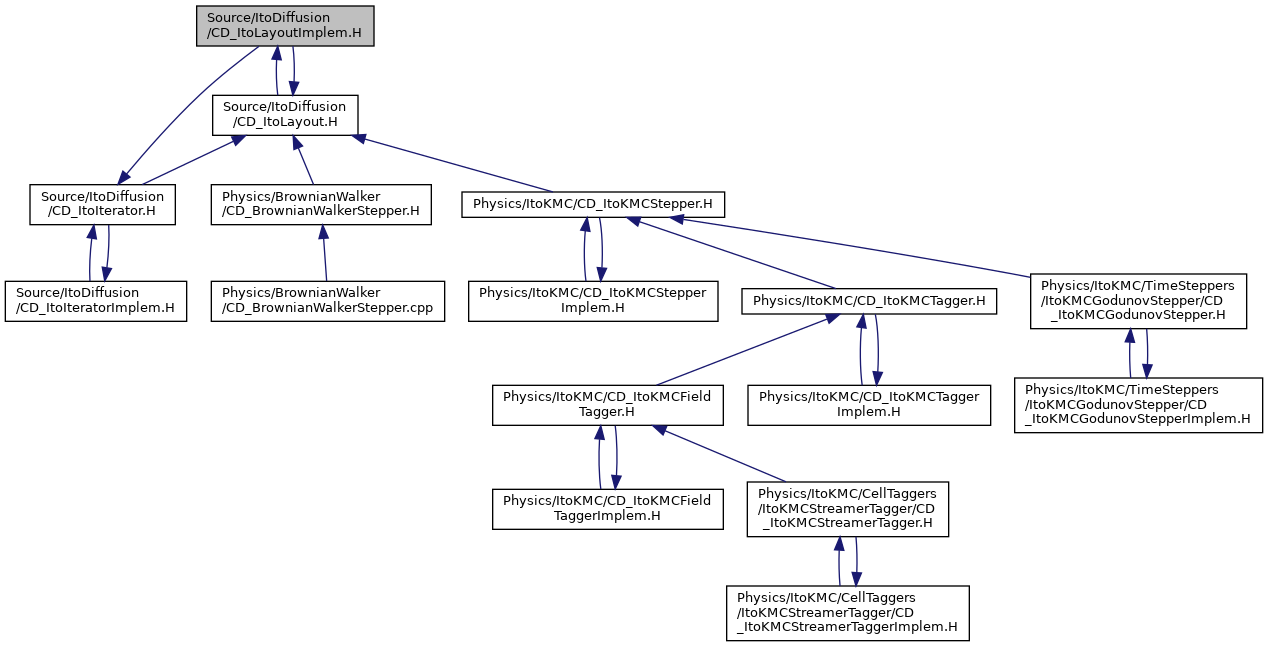 Source/ItoDiffusion
/CD_ItoLayoutImplem.H
Source/ItoDiffusion
/CD_ItoLayout.H
Source/ItoDiffusion
/CD_ItoIterator.H
Physics/BrownianWalker
/CD_BrownianWalkerStepper.H
Physics/ItoKMC/CD_ItoKMCStepper.H
Source/ItoDiffusion
/CD_ItoIteratorImplem.H
Physics/BrownianWalker
/CD_BrownianWalkerStepper.cpp
Physics/ItoKMC/CD_ItoKMCStepper
Implem.H
Physics/ItoKMC/CD_ItoKMCTagger.H
Physics/ItoKMC/TimeSteppers
/ItoKMCGodunovStepper/CD
_ItoKMCGodunovStepper.H
Physics/ItoKMC/CD_ItoKMCField
Tagger.H
Physics/ItoKMC/CD_ItoKMCTagger
Implem.H
Physics/ItoKMC/TimeSteppers
/ItoKMCGodunovStepper/CD
_ItoKMCGodunovStepperImplem.H
Physics/ItoKMC/CD_ItoKMCField
TaggerImplem.H
Physics/ItoKMC/CellTaggers
/ItoKMCStreamerTagger/CD
_ItoKMCStreamerTagger.H
Physics/ItoKMC/CellTaggers
/ItoKMCStreamerTagger/CD
_ItoKMCStreamerTaggerImplem.H